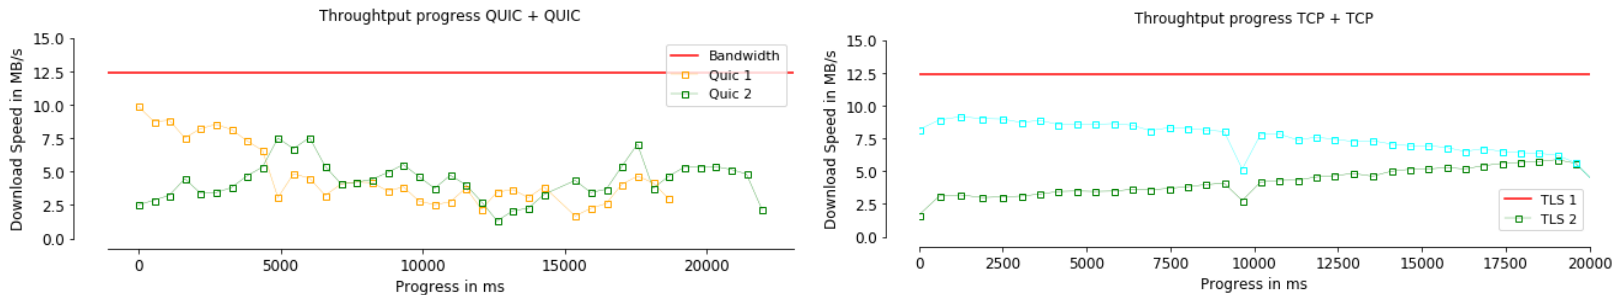 Throughtput progress QUIC + QUIC
15.0
12.5
10.0
7.5
5.0
2.5
0.0
Download Speed in MB/s
Bandwidth
Quic 1
Quic 2
0
5000
10000
15000
20000
Progress in ms
Throughtput progress TCP + TCP
15.0
12.5
10.0
7.5
5.0
2.5
0.0
Download Speed in MB/s
TLS 1
TLS 2
0
2500
5000
7500
10000
12500
15000
17500
20000
Progress in ms